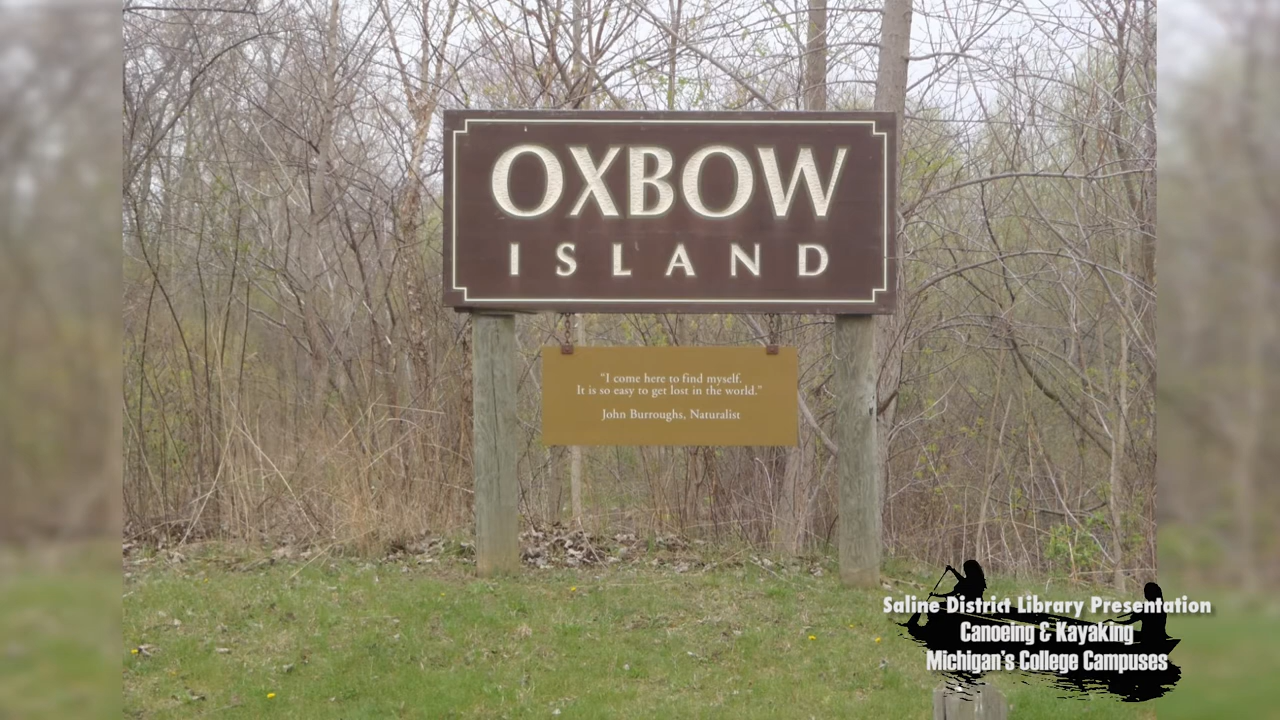 OXBOW
ISLAND
"I come here to find myself.
It is so easy to get lost in the world."
John Burroughs, Naturalist
Saline District Library Presentation
Canoeing & Kayaking
Michigan's College Campuses